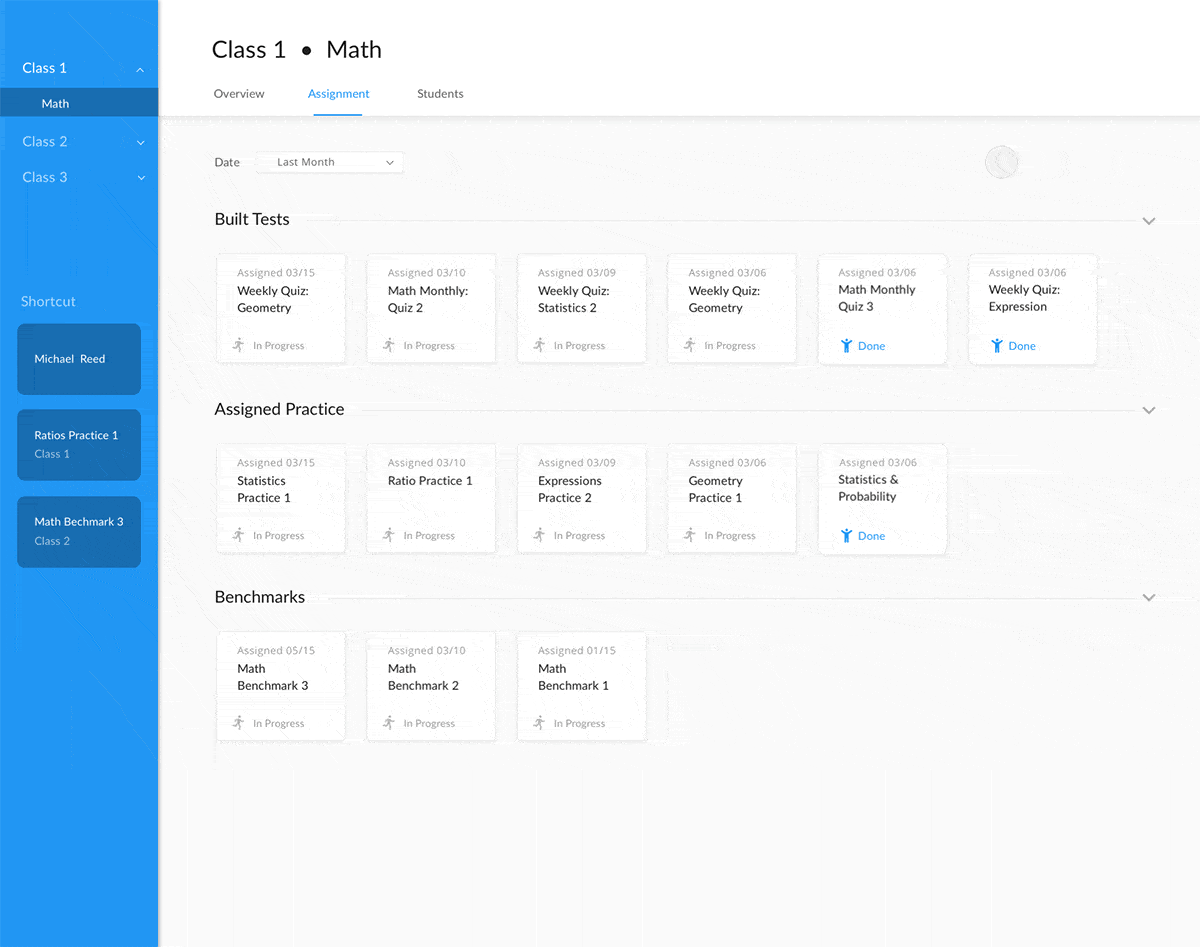 Class 1
Math
Class 2
Class 3
Shortcut
Michael Reed
Ratios Practice 1
Class 1
Math Bechmark 3
Class 2
Class 1 • Math
Overview
Assignment
Students
Date
Last Month
Built Tests
Assigned 03/15
Weekly Quiz:
Geometry
In Progress
Assigned 03/10
Math Monthly:
Quiz 2
In Progress
Assigned 03/09
Weekly Quiz:
Statistics 2
In Progress
Assigned 03/06
Weekly Quiz:
Geometry
In Progress
Assigned 03/06
Math Monthly
Quiz 3
Done
Assigned 03/06
Weekly Quiz:
Expression
Done
Assigned Practice
Assigned 03/15
Statistics
Practice 1
In Progress
Assigned 03/10
Ratio Practice 1
In Progress
Assigned 03/09
Expressions
Practice 2
In Progress
Assigned 03/06
Geometry
Practice 1
In Progress
Assigned 03/06
Statistics &
Probability
Done
Benchmarks
Assigned 05/15
Math
Benchmark 3
In Progress
Assigned 03/10
Math
Benchmark 2
In Progress
Assigned 01/15
Math
Benchmark 1
In Progress